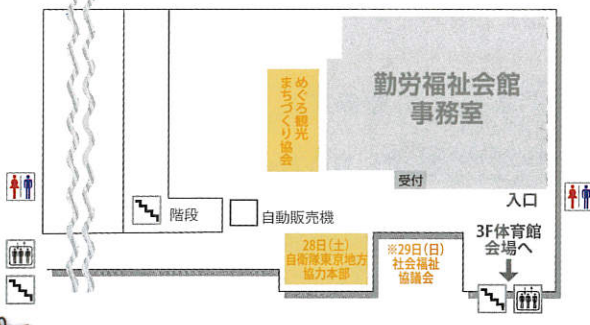 勤労福祉会館
事務室
めぐろ観光
まちづくり協会
受付
入口
階段
自動販売機
3F体育館
会場へ
28日(土)
自衛隊東京地方
協力本部
※29日(日)
社会福祉
協議会